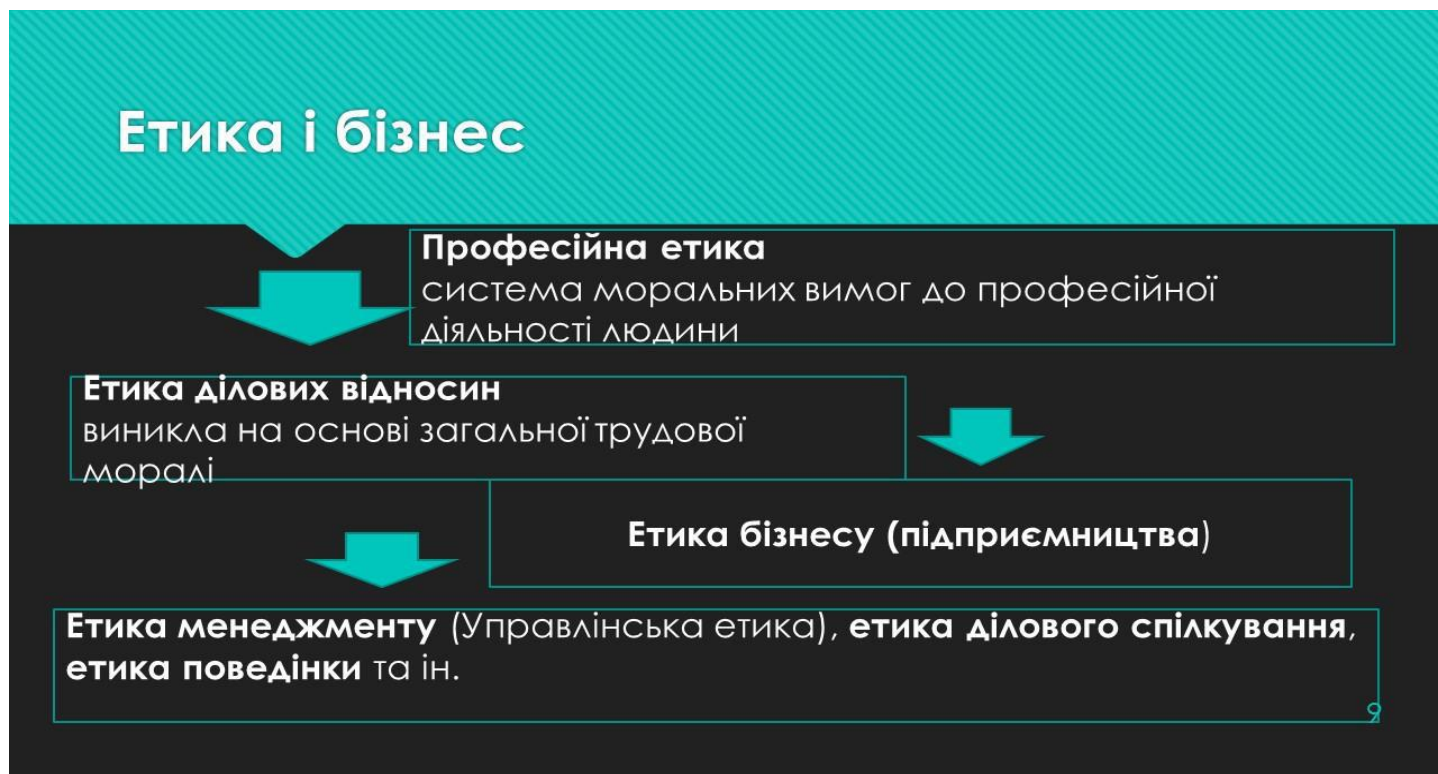 Етика і бізнес
Професійна етика
система моральних вимог до професійної
діяльності людини
Етика ділових відносин
виникла на основі загальної трудової
моралі
Етика бізнесу (підприємництва)
Етика менеджменту (Управлінська етика), етика ділового спілкування,
етика поведінки та ін.
9